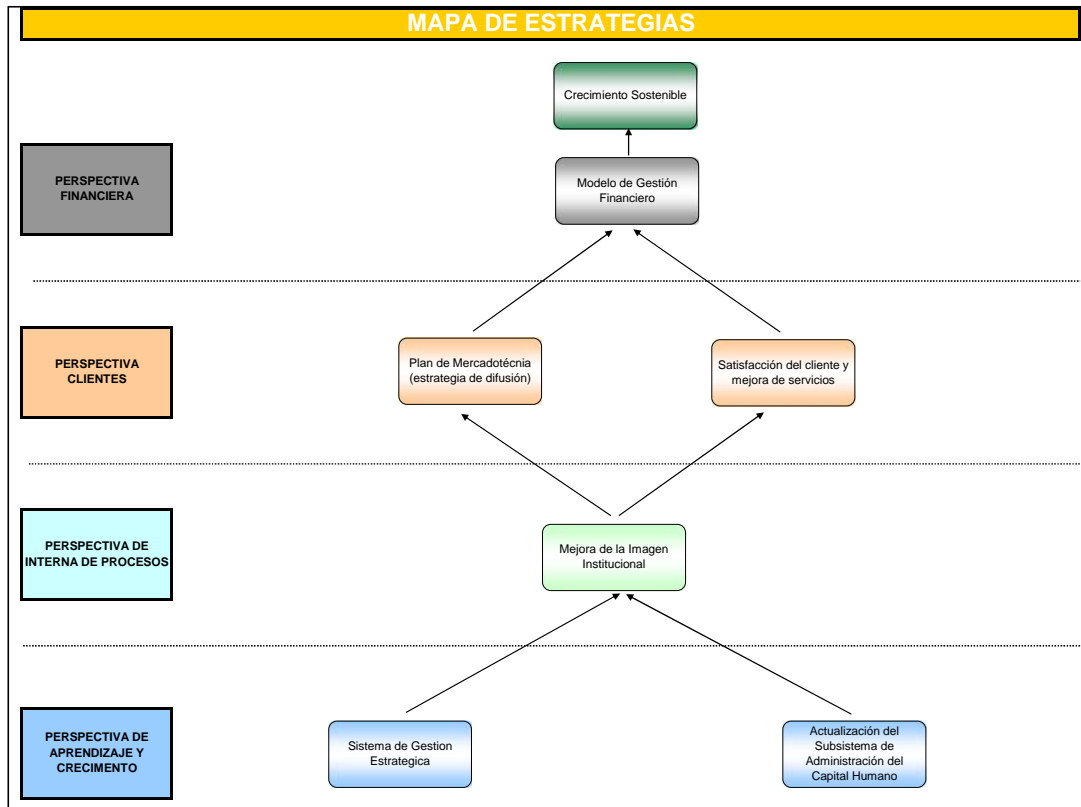 MAPA DE ESTRATEGIAS
Crecimiento Sostenible
PERSPECTIVA
FINANCIERA
Modelo de Gestión
Financiero
PERSPECTIVA
CLIENTES
Plan de Mercadotécnia
(estrategia de difusión)
Satisfacción del cliente y
mejora de servicios
PERSPECTIVA DE
INTERNA DE PROCESOS
Mejora de la Imagen
Institucional
PERSPECTIVA DE
APRENDIZAJE Y
CRECIMENTO
Sistema de Gestion
Estrategica
Actualización del
Subsistema de
Administración del
Capital Humano